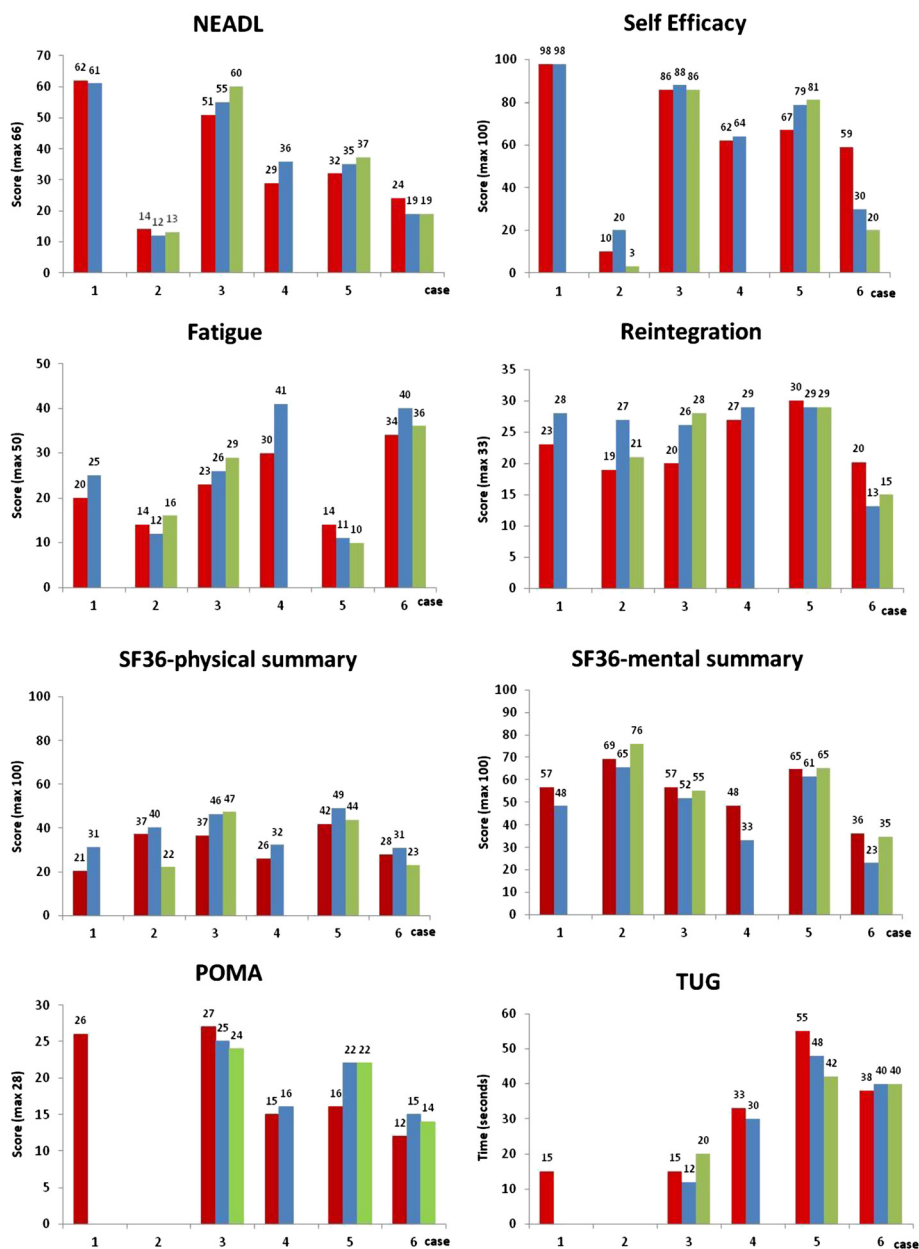 NEADL
Score (max 66)
70
60
50
40
30
20
10
0
62 61
14 12 13
51 55 60
29 36
32 35 37
24 19 19
1 2 3 4 5 case
Self Efficacy
Score (max 100)
100
80
60
40
20
0
98 98
10 20 3
86 88 86
62 64
67 79 81
59 30 20
1 2 3 4 5 6 case
Fatigue
Score (max 50)
50
40
30
20
10
0
20 25
14 12 16
23 26 29
30 41
14 11 10
34 40 36
1 2 3 4 5 6 case
Reintegration
Score (max 33)
35
30
25
20
15
10
5
0
23 28
19 27 21
20 26 28
27 29
30 29 29
20 13 15
1 2 3 4 5 6 case
SF36-physical summary
Score (max 100)
100
80
60
40
20
0
21 31
37 40 22
37 46 47
26 32
42 49 44
28 31 23
1 2 3 4 5 6 case
SF36-mental summary
Score (max 100)
100
90
80
70
60
50
40
30
20
10
0
57 48
69 65 76
57 52 55
48 33
65 61 65
36 23 35
1 2 3 4 5 6 case
POMA
Score (max 28)
30
25
20
15
10
5
0
26
27 25 24
15 16
16 22 22
12 15 14
1 2 3 4 5 6 case
TUG
Time (seconds)
60
50
40
30
20
10
0
15
15 12 20
33 30
55 48 42
38 40 40
1 2 3 4 5 6 case